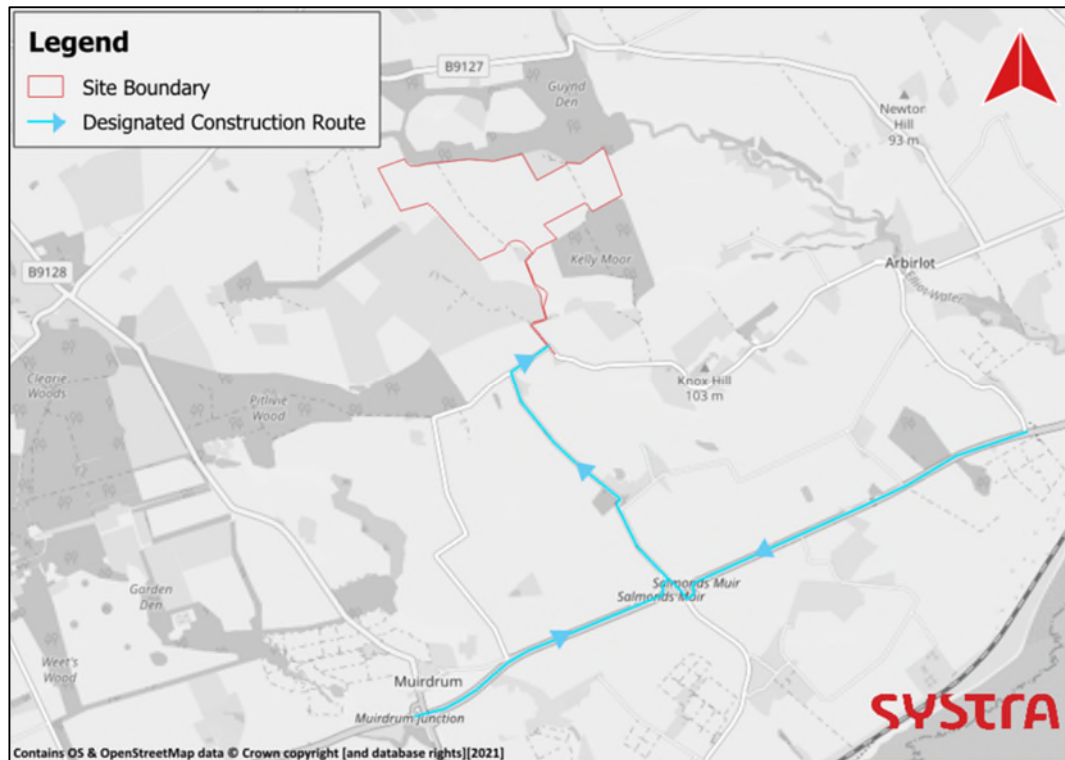 Legend
Site Boundary
Designated Construction Route
B9127
Guynd
Den
Newtor
Hill
93 m
B9128
Kelly Moor
Arbirlot
Elliot Water
Clearie
Woods
Pitlivie
Wood
Knox Hill
103 m
Salmonds Muir
Salmonds Muir
Garden
Den
Weet's
Wood
Muirdrum
Muirdrum Junction
SYSTRA
Contains OS & OpenStreetMap data © Crown copyright [and database rights][2021]